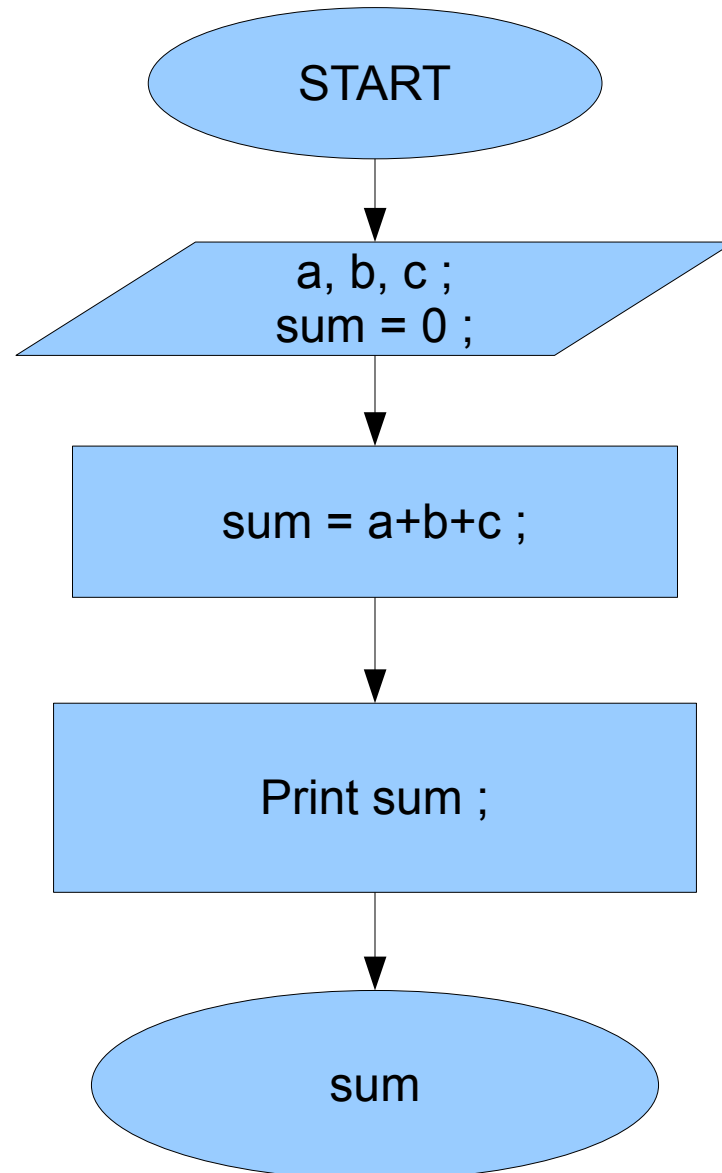 START
a, b, c ;
sum = 0 ;
sum = a+b+c ;
Print sum ;
sum